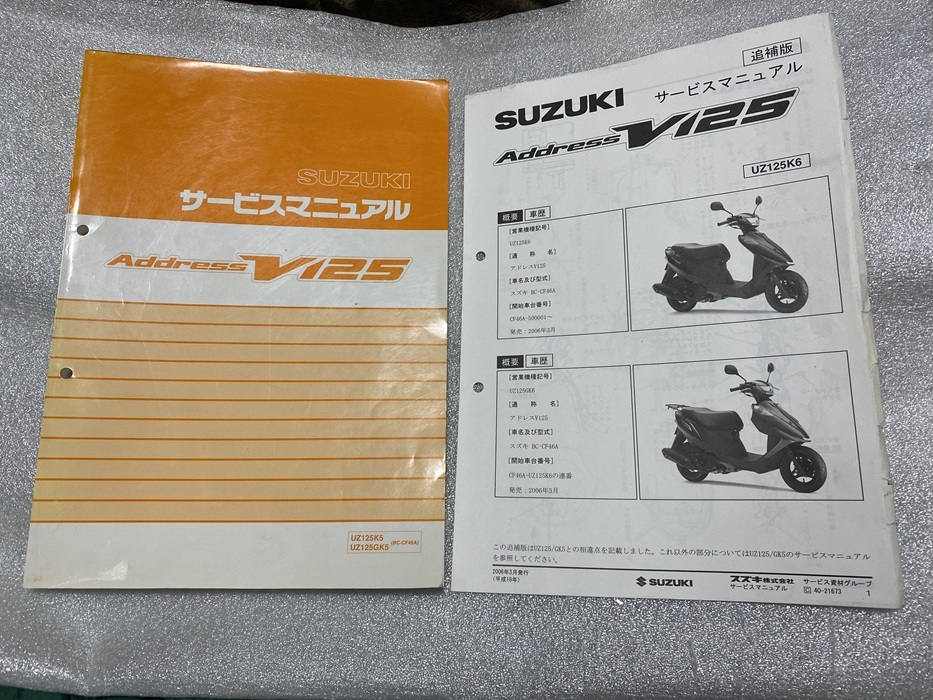 SUZUKI
サービスマニュアル
Address V125
UZ125K5
UZ125GK5 (BC-CF46A)
追補版
SUZUKI サービスマニュアル
Address V125
UZ125K6
概要 車歴
[営業機種記号]
UZ125K6
[通 称 名]
アドレスV125
[車名及び型式]
スズキ BC-CF46A
[開始車台番号]
CF46A-500001～
発売：2006年3月
概要 車歴
[営業機種記号]
UZ125GK6
[通 称 名]
アドレスV125
[車名及び型式]
スズキ BC-CF46A
[開始車台番号]
CF46A-UZ125K6の連番
発売：2006年3月
この追補版はUZ125/GK5との相違点を記載しました。これ以外の部分についてはUZ125/GK5のサービスマニュアル
を参照してください。
2006年3月発行
(平成18年)
SUZUKI
スズキ株式会社 サービス資材グループ
サービスマニュアル 40-21673
1